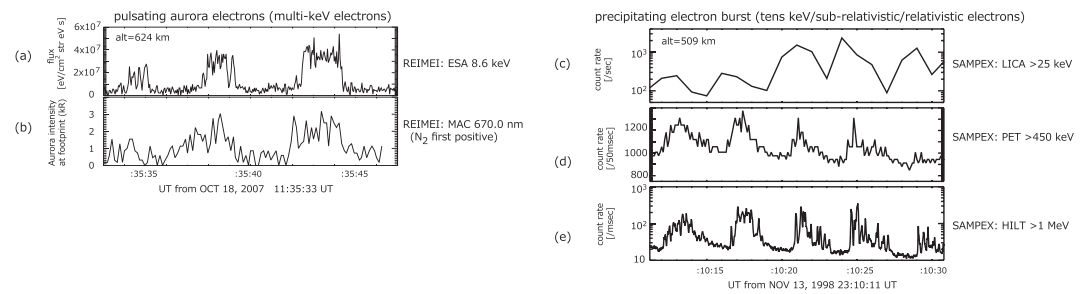 pulsating aurora electrons (multi-keV electrons)
(a)
flux
[eV/cm² str eV s]
6x10⁷
4x10⁷
2x10⁷
0
alt=624 km
REIMEI: ESA 8.6 keV
(b)
Aurora intensity
at footprint (kR)
3
2
1
0
REIMEI: MAC 670.0 nm
(N₂ first positive)
:35:35
:35:40
:35:45
UT from OCT 18, 2007 11:35:33 UT
precipitating electron burst (tens keV/sub-relativistic/relativistic electrons)
(c)
count rate
[/sec]
10³
10²
alt=509 km
SAMPEX: LICA >25 keV
(d)
count rate
[/50msec]
1200
1000
800
SAMPEX: PET >450 keV
(e)
count rate
[/msec]
10³
10²
10
SAMPEX: HILT >1 MeV
:10:15
:10:20
:10:25
:10:30
UT from NOV 13, 1998 23:10:11 UT